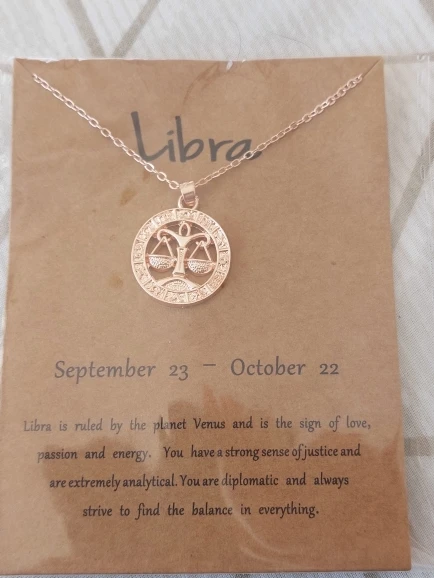 Libra
September 23 – October 22
Libra is ruled by the planet Venus and is the sign of love,
passion and energy. You have a strong sense of justice and
are extremely analytical. You are diplomatic and always
strive to find the balance in everything.